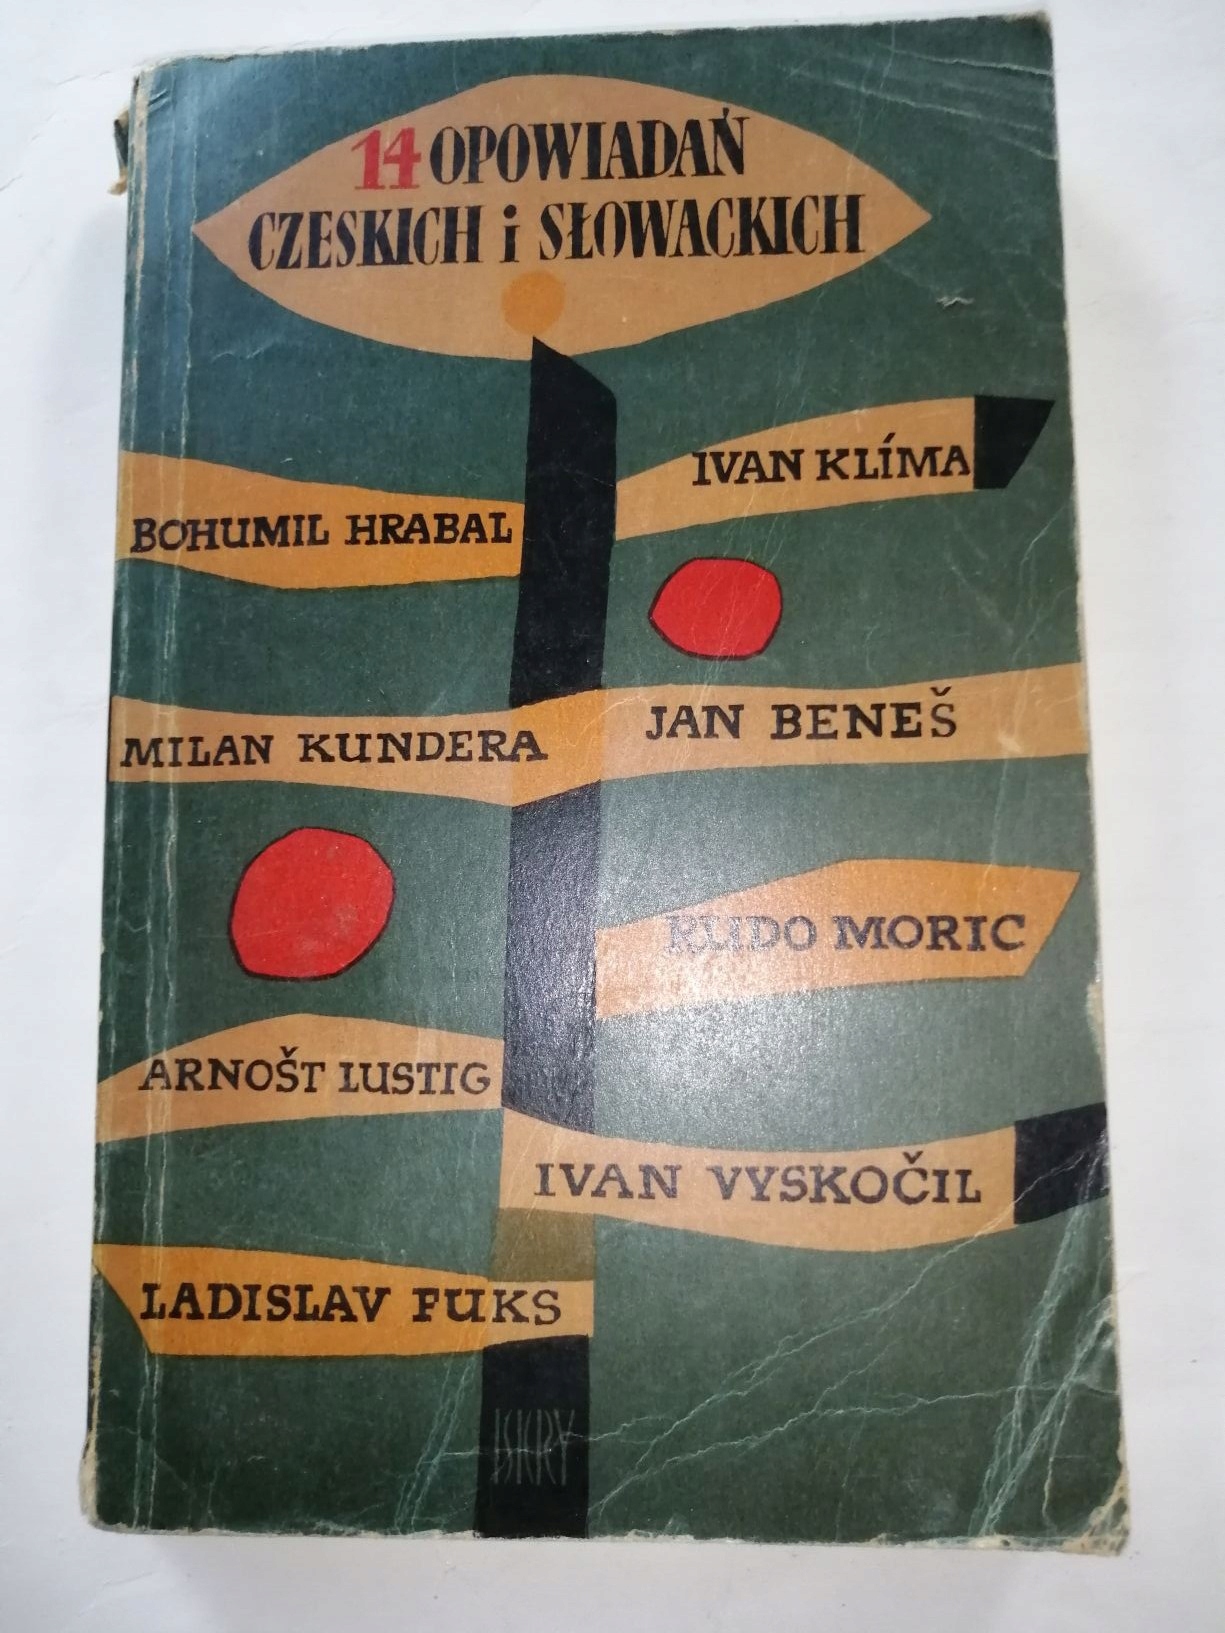 14 OPOWIADAŃ
CZESKICH i SŁOWACKICH
IVAN KLÍMA
BOHUMIL HRABAL
JAN BENEŠ
MILAN KUNDERA
RUDO MORIC
ARNOŠT LUSTIG
IVAN VYSKOČIL
LADISLAV FUKS
ISKRY